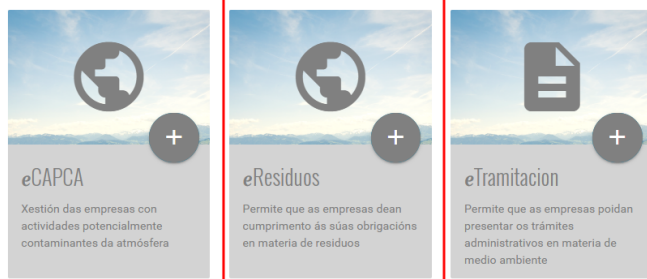 eCAPCA
Xestión das empresas con
actividades potencialmente
contaminantes da atmósfera
eResiduos
Permite que as empresas dean
cumprimento ás súas obrigacións
en materia de residuos
eTramitacion
Permite que as empresas poidan
presentar os trámites
administrativos en materia de
medio ambiente